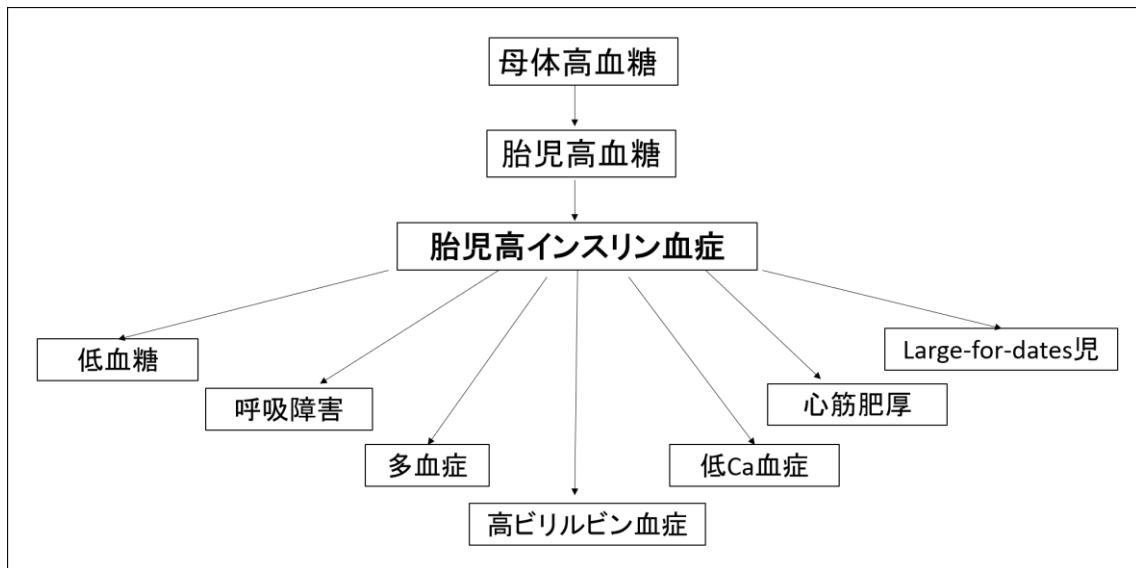 母体高血糖
胎児高血糖
胎児高インスリン血症
低血糖
呼吸障害
多血症
高ビリルビン血症
低Ca血症
心筋肥厚
Large-for-dates児